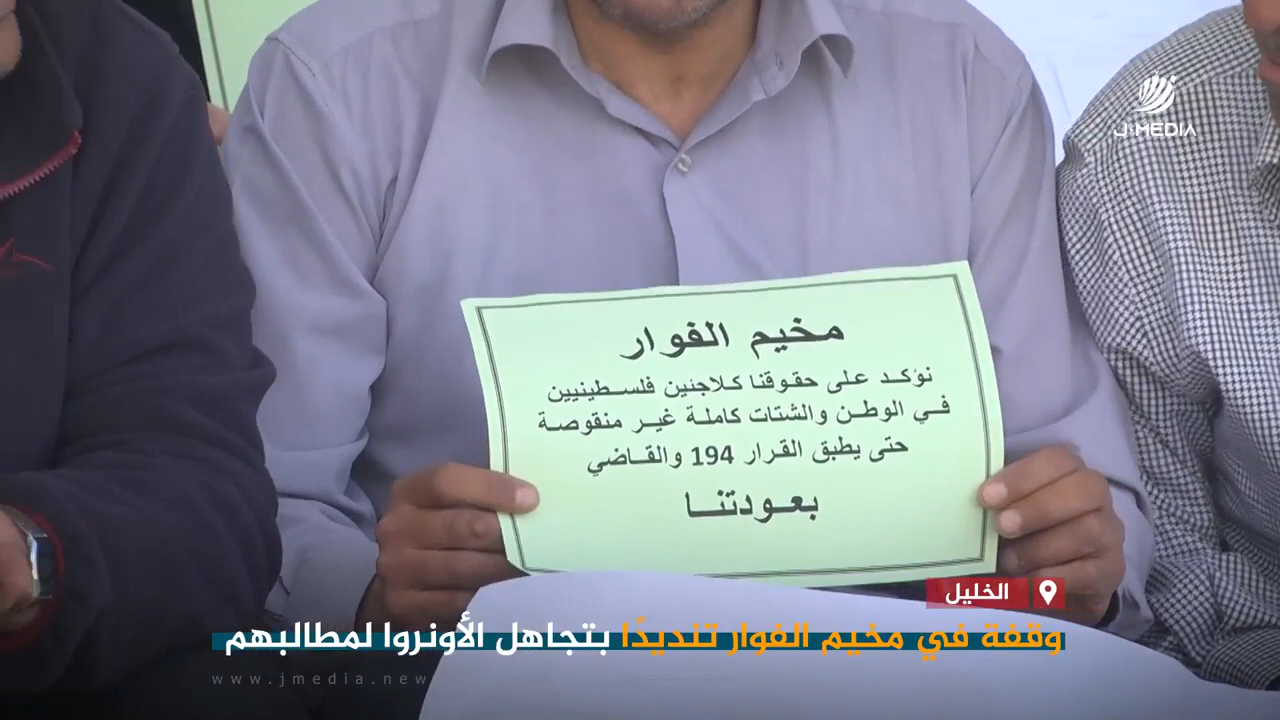 J MEDIA
مخيم الفوار
نؤكد على حقوقنا كلاجئين فلسطينيين
في الوطن والشتات كاملة غير منقوصة
حتى يطبق القرار 194 والقاضي
بعودتنا
الخليل
وقفة في مخيم الفوار تنديدًا بتجاهل الأونروا لمطالبهم
www.jmedia.new